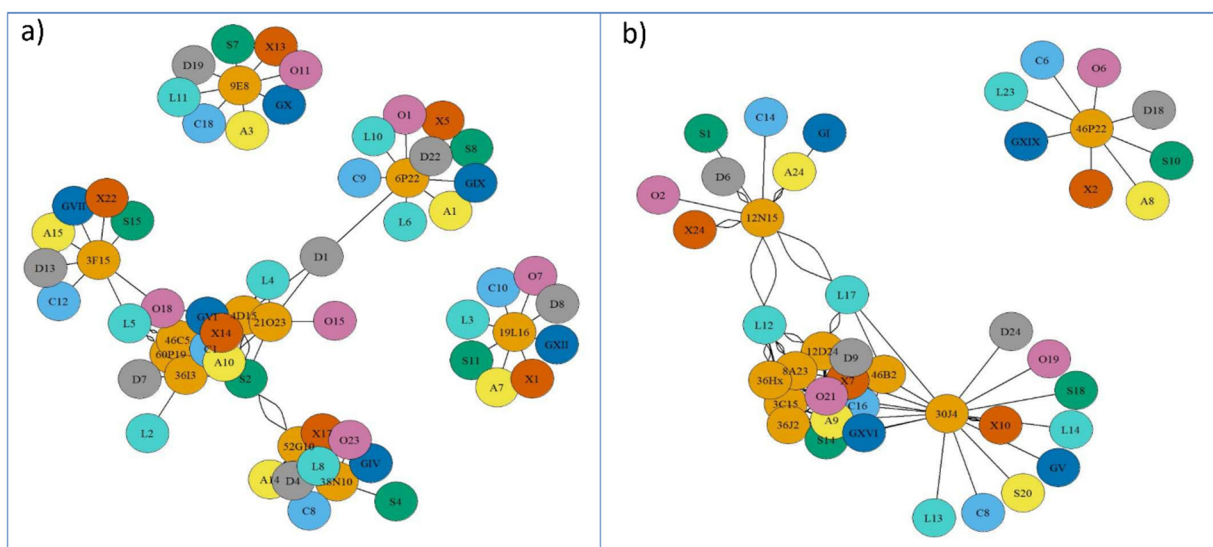 a)
S7
X13
D19
O11
9E8
L11
GX
C18
A3
O1
X5
L10
S8
D22
C9
6P22
GIX
A1
L6
GVII
X22
S15
A15
3F15
D13
C12
D1
L4
O18
GVI
4D15
L5
X14
21O23
O15
46C5
C1
60P19
A10
D7
36I3
S2
L2
C10
O7
D8
L3
19L16
GXII
S11
A7
X1
X17
O23
52G10
L8
GIV
A14
D4
38N10
C8
S4
b)
C6
O6
L23
D18
46P22
GXIX
S10
X2
A8
S1
C14
GI
D6
A24
O2
12N15
X24
L17
L12
12D24
D9
8A23
46B2
36Hx
X7
O21
3C15
C16
A9
36J2
GXVI
S14
D24
O19
S18
30J4
X10
L14
GV
S20
C8
L13